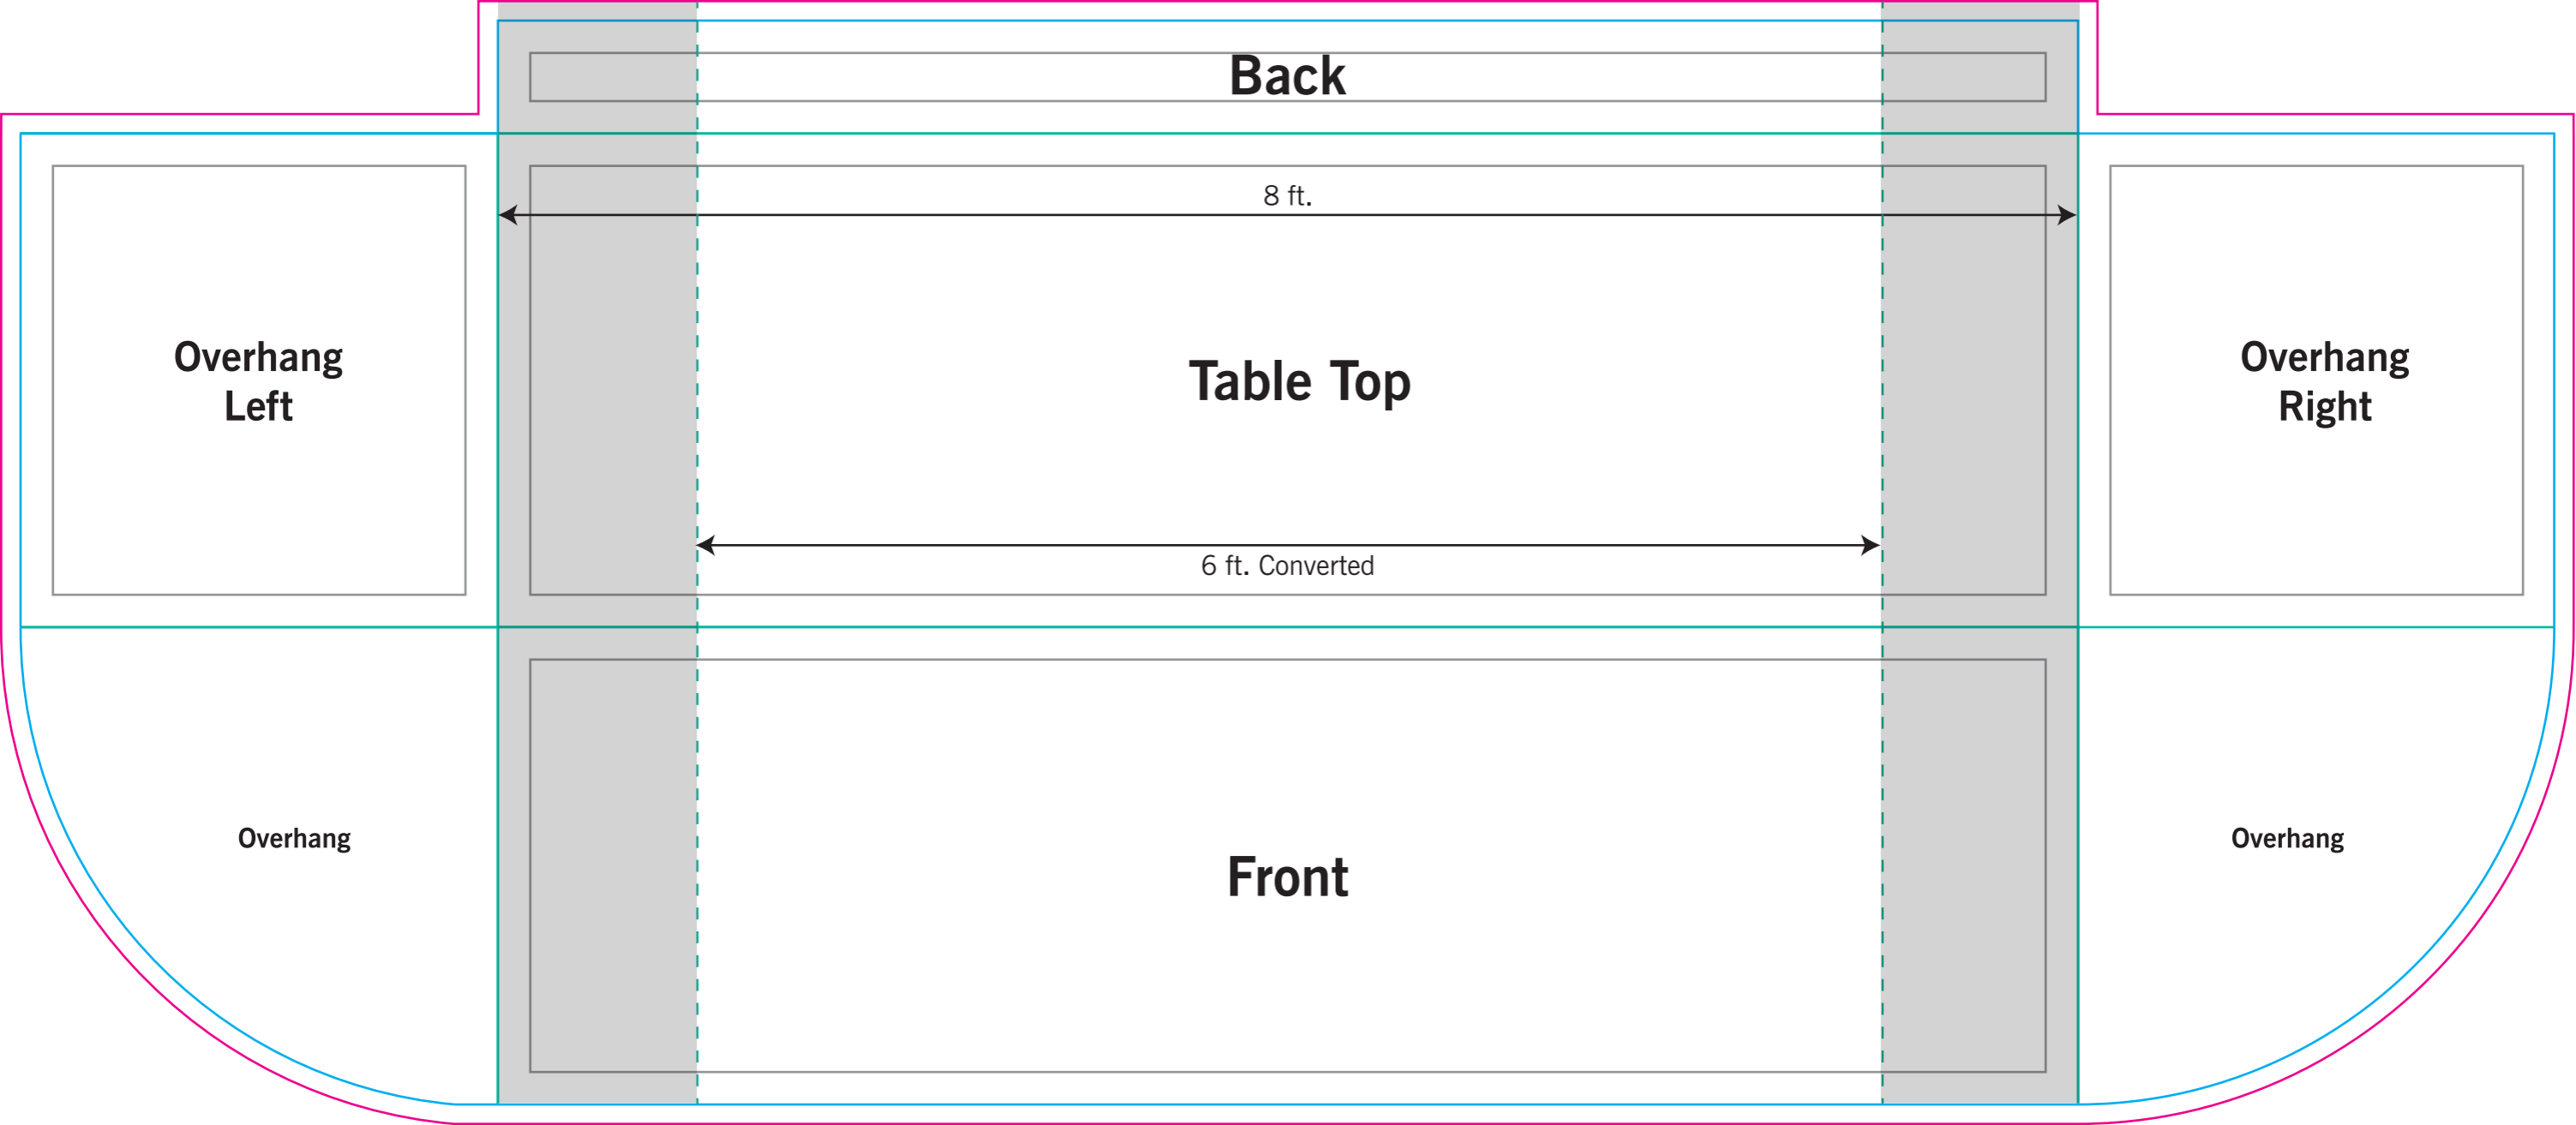 Back
8 ft.
Overhang
Left
Table Top
Overhang
Right
6 ft. Converted
Overhang
Front
Overhang